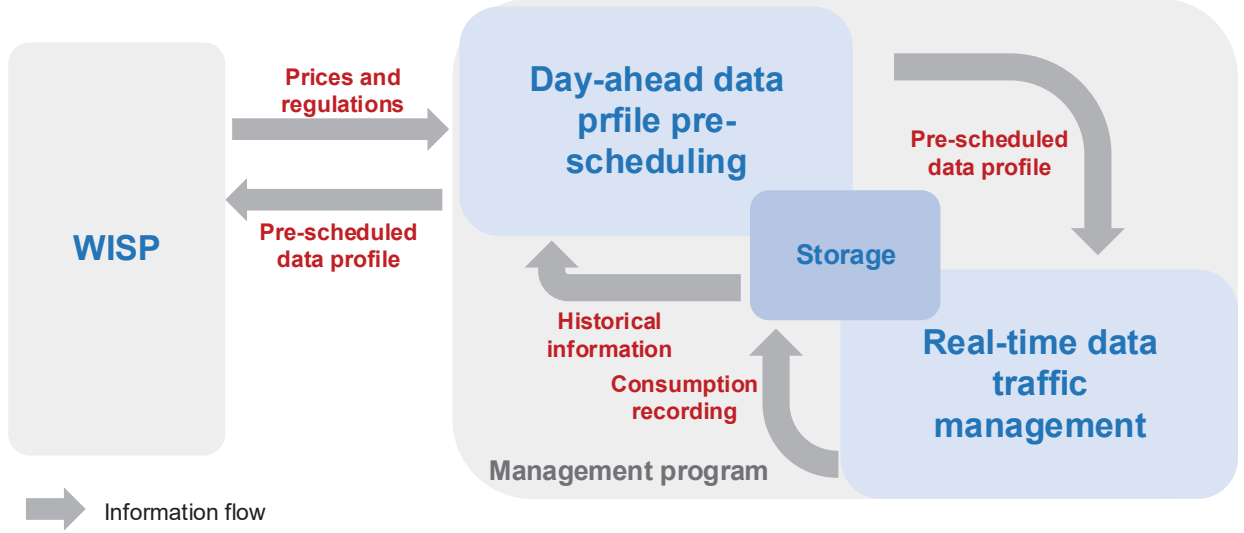 WISP
Prices and
regulations
Pre-scheduled
data profile
Day-ahead data
prfile pre-
scheduling
Pre-scheduled
data profile
Storage
Historical
information
Consumption
recording
Real-time data
traffic
management
Management program
Information flow